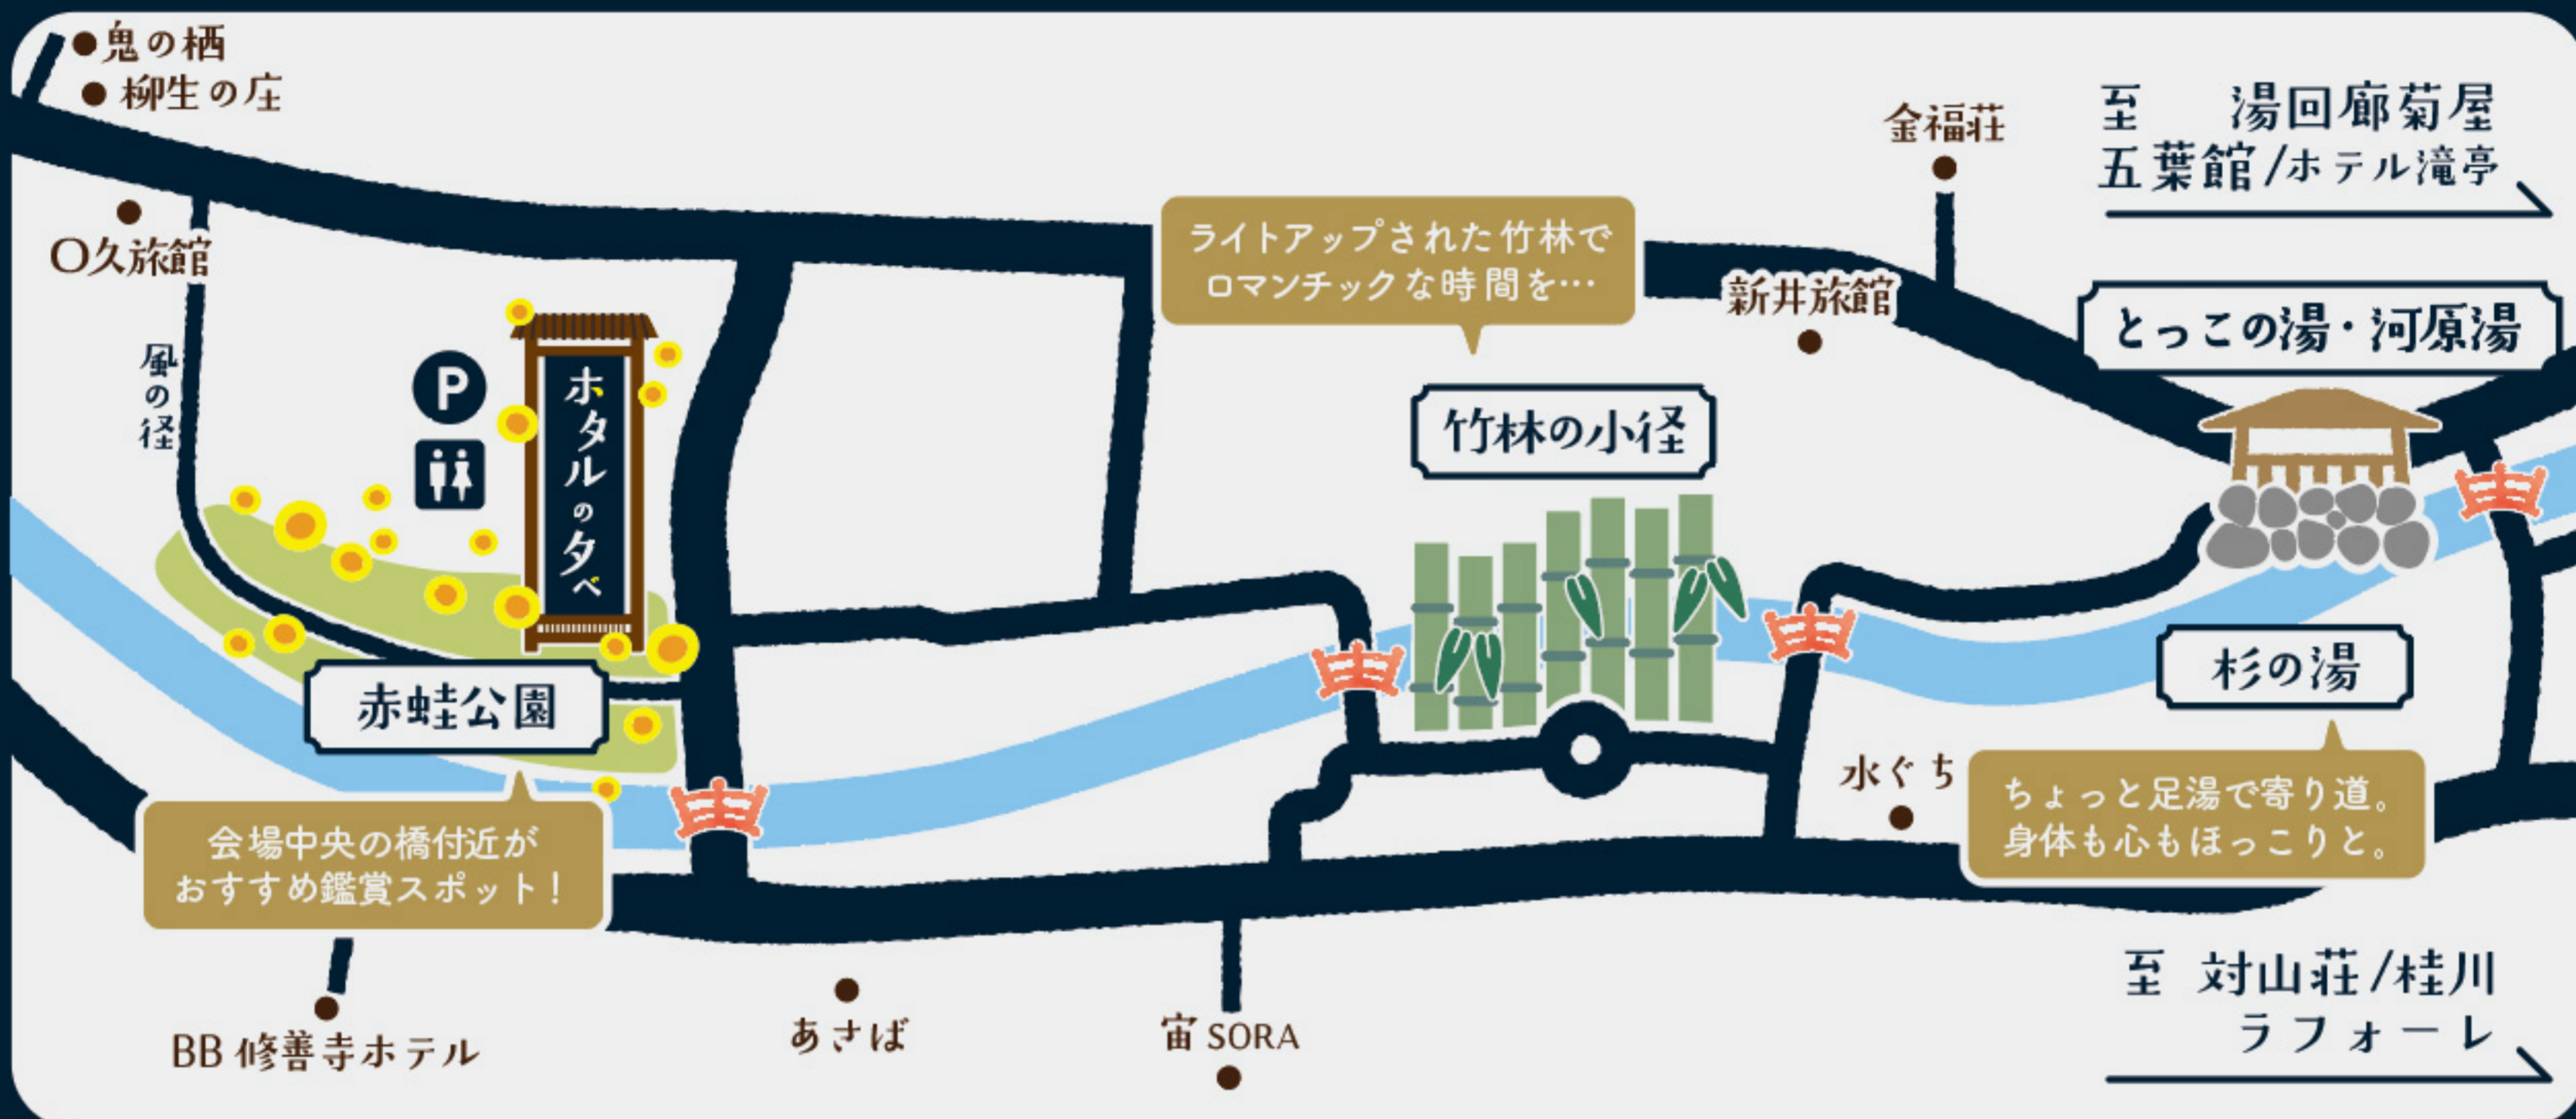 鬼の栖
柳生の庄
〇久旅館
風の径
P
ホタルの夕べ
赤蛙公園
会場中央の橋付近が
おすすめ鑑賞スポット!
BB 修善寺ホテル
あさば
宙 SORA
ライトアップされた竹林で
ロマンチックな時間を…
竹林の小径
新井旅館
金福荘
至 湯回廊菊屋
五葉館/ホテル滝亭
とっこの湯・河原湯
杉の湯
水ぐち
ちょっと足湯で寄り道。
身体も心もほっこりと。
至 対山荘/桂川
ラフォーレ